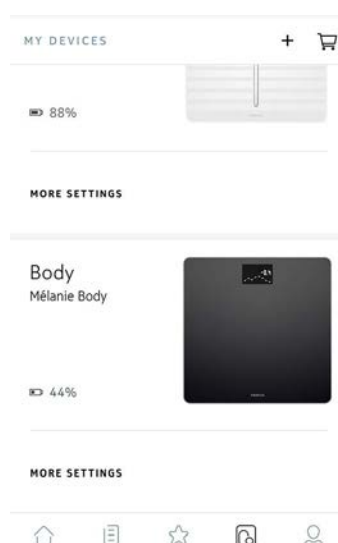 MY DEVICES
88%
MORE SETTINGS
Body
Mélanie Body
44%
MORE SETTINGS